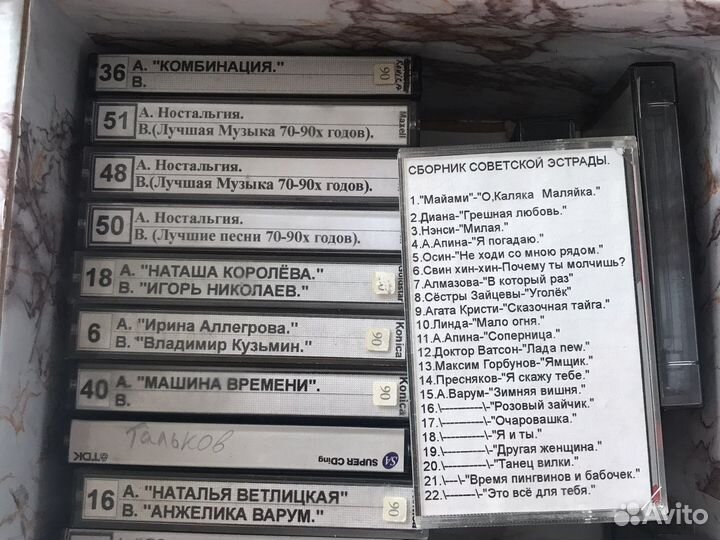 36 A. "КОМБИНАЦИЯ."
B.
90
51 А. Ностальгия.
В.(Лучшая Музыка 70-90х годов).
Maxell
48 А. Ностальгия.
В.(Лучшая Музыка 70-90х годов).
50 А. Ностальгия.
В. (Лучшие песни 70-90х годов).
18 А. "НАТАША КОРОЛЁВА."
В. "ИГОРЬ НИКОЛАЕВ."
6 А. "Ирина Аллегрова."
В. "Владимир Кузьмин."
90
Konica
40 А. "МАШИНА ВРЕМЕНИ".
В.
90
Konica
Тальков
TDK
SA SUPER CDing
16 А. "НАТАЛЬЯ ВЕТЛИЦКАЯ"
В. "АНЖЕЛИКА ВАРУМ."
90
СБОРНИК СОВЕТСКОЙ ЭСТРАДЫ.
1."Майами"-"О,Каляка Маляйка."
2.Диана-"Грешная любовь."
3.Нэнси-"Милая."
4.А.Апина-"Я погадаю."
5.Осин-"Не ходи со мною рядом."
6.Свин хин-хин-Почему ты молчишь?
7.Алмазова-"В который раз"
8.Сёстры Зайцевы-"Уголёк"
9.Агата Кристи-"Сказочная тайга."
10.Линда-"Мало огня."
11.А.Апина-"Соперница."
12.Доктор Ватсон-"Лада new."
13.Максим Горбунов-"Ямщик."
14.Пресняков-"Я скажу тебе."
15.А.Варум-"Зимняя вишня."
16.\----------\-"Розовый зайчик."
17.\----------\-"Очаровашка."
18.\----------\-"Я и ты."
19.\----------\-"Другая женщина."
20.\----------\-"Танец вилки."
21.\-------\--"Время пингвинов и бабочек."
22.\-------\-"Это всё для тебя."
Avito